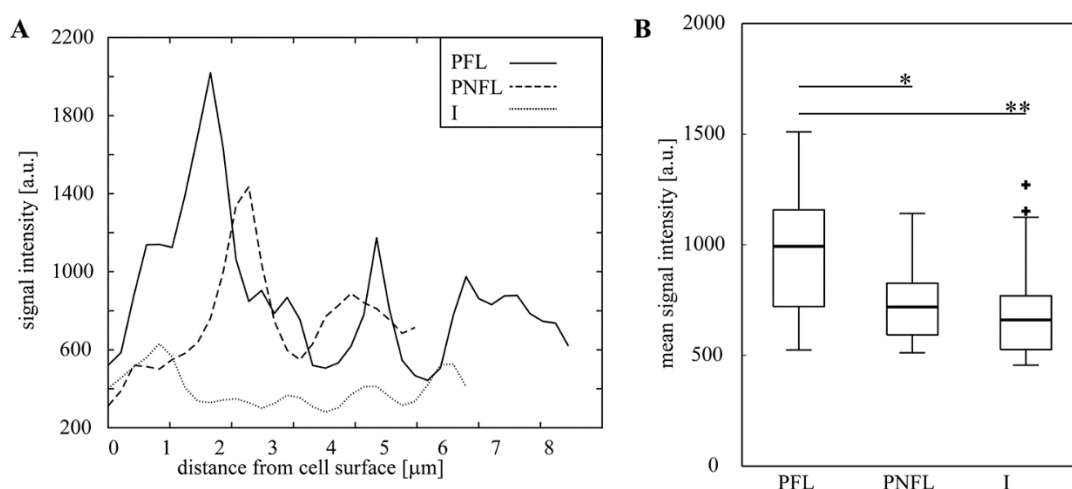 A
2200
1800
1400
1000
600
200
signal intensity [a.u.]
PFL
PNFL
I
0 1 2 3 4 5 6 7 8
distance from cell surface [μm]
B
2000
1500
1000
500
0
mean signal intensity [a.u.]
*
**
PFL PNFL I